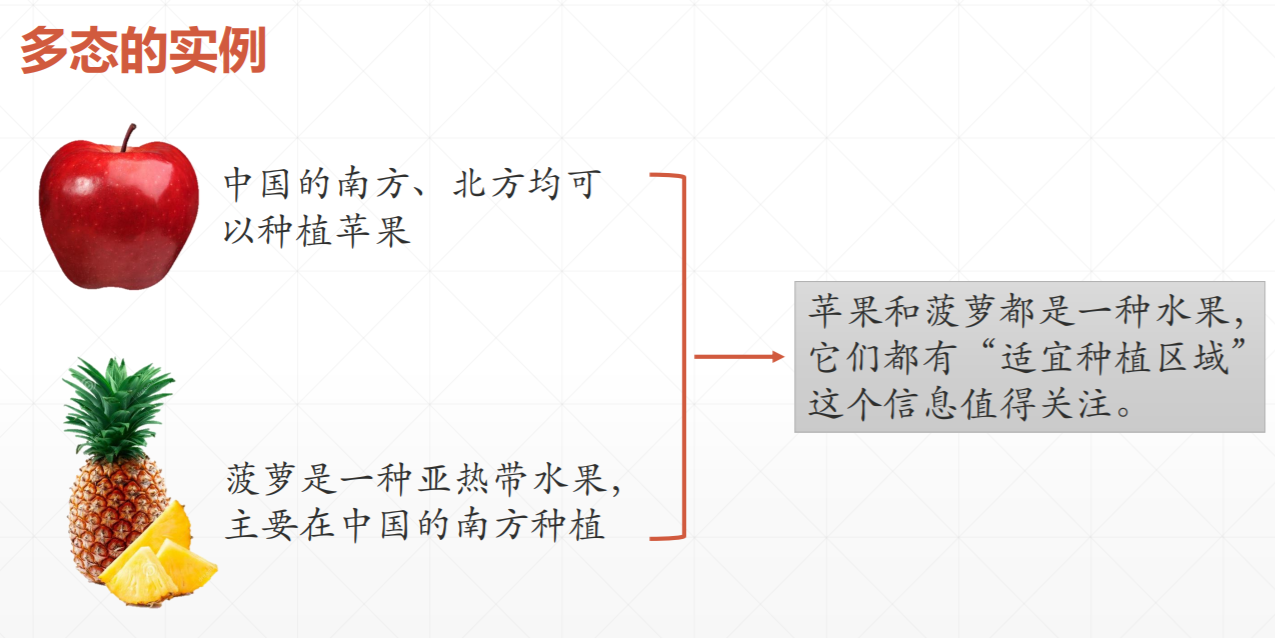 多态的实例
中国的南方、北方均可
以种植苹果
苹果和菠萝都是一种水果，
它们都有“适宜种植区域”
这个信息值得关注。
菠萝是一种亚热带水果，
主要在中国的南方种植